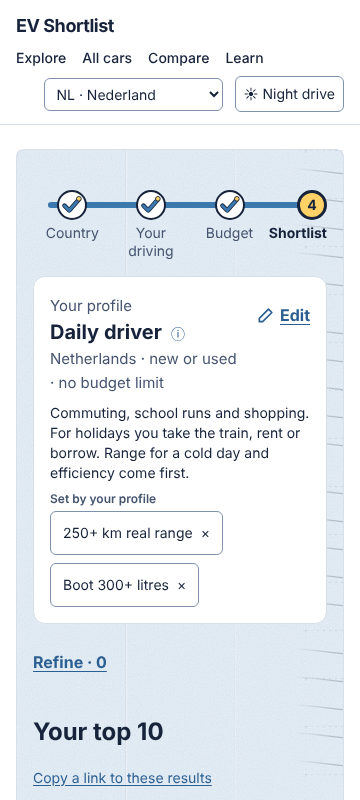 EV Shortlist
Explore All cars Compare Learn
NL · Nederland
Night drive
4
Country Your driving Budget Shortlist
Your profile
Edit
Daily driver
Netherlands · new or used
· no budget limit
Commuting, school runs and shopping.
For holidays you take the train, rent or
borrow. Range for a cold day and
efficiency come first.
Set by your profile
250+ km real range ×
Boot 300+ litres ×
Refine · 0
Your top 10
Copy a link to these results